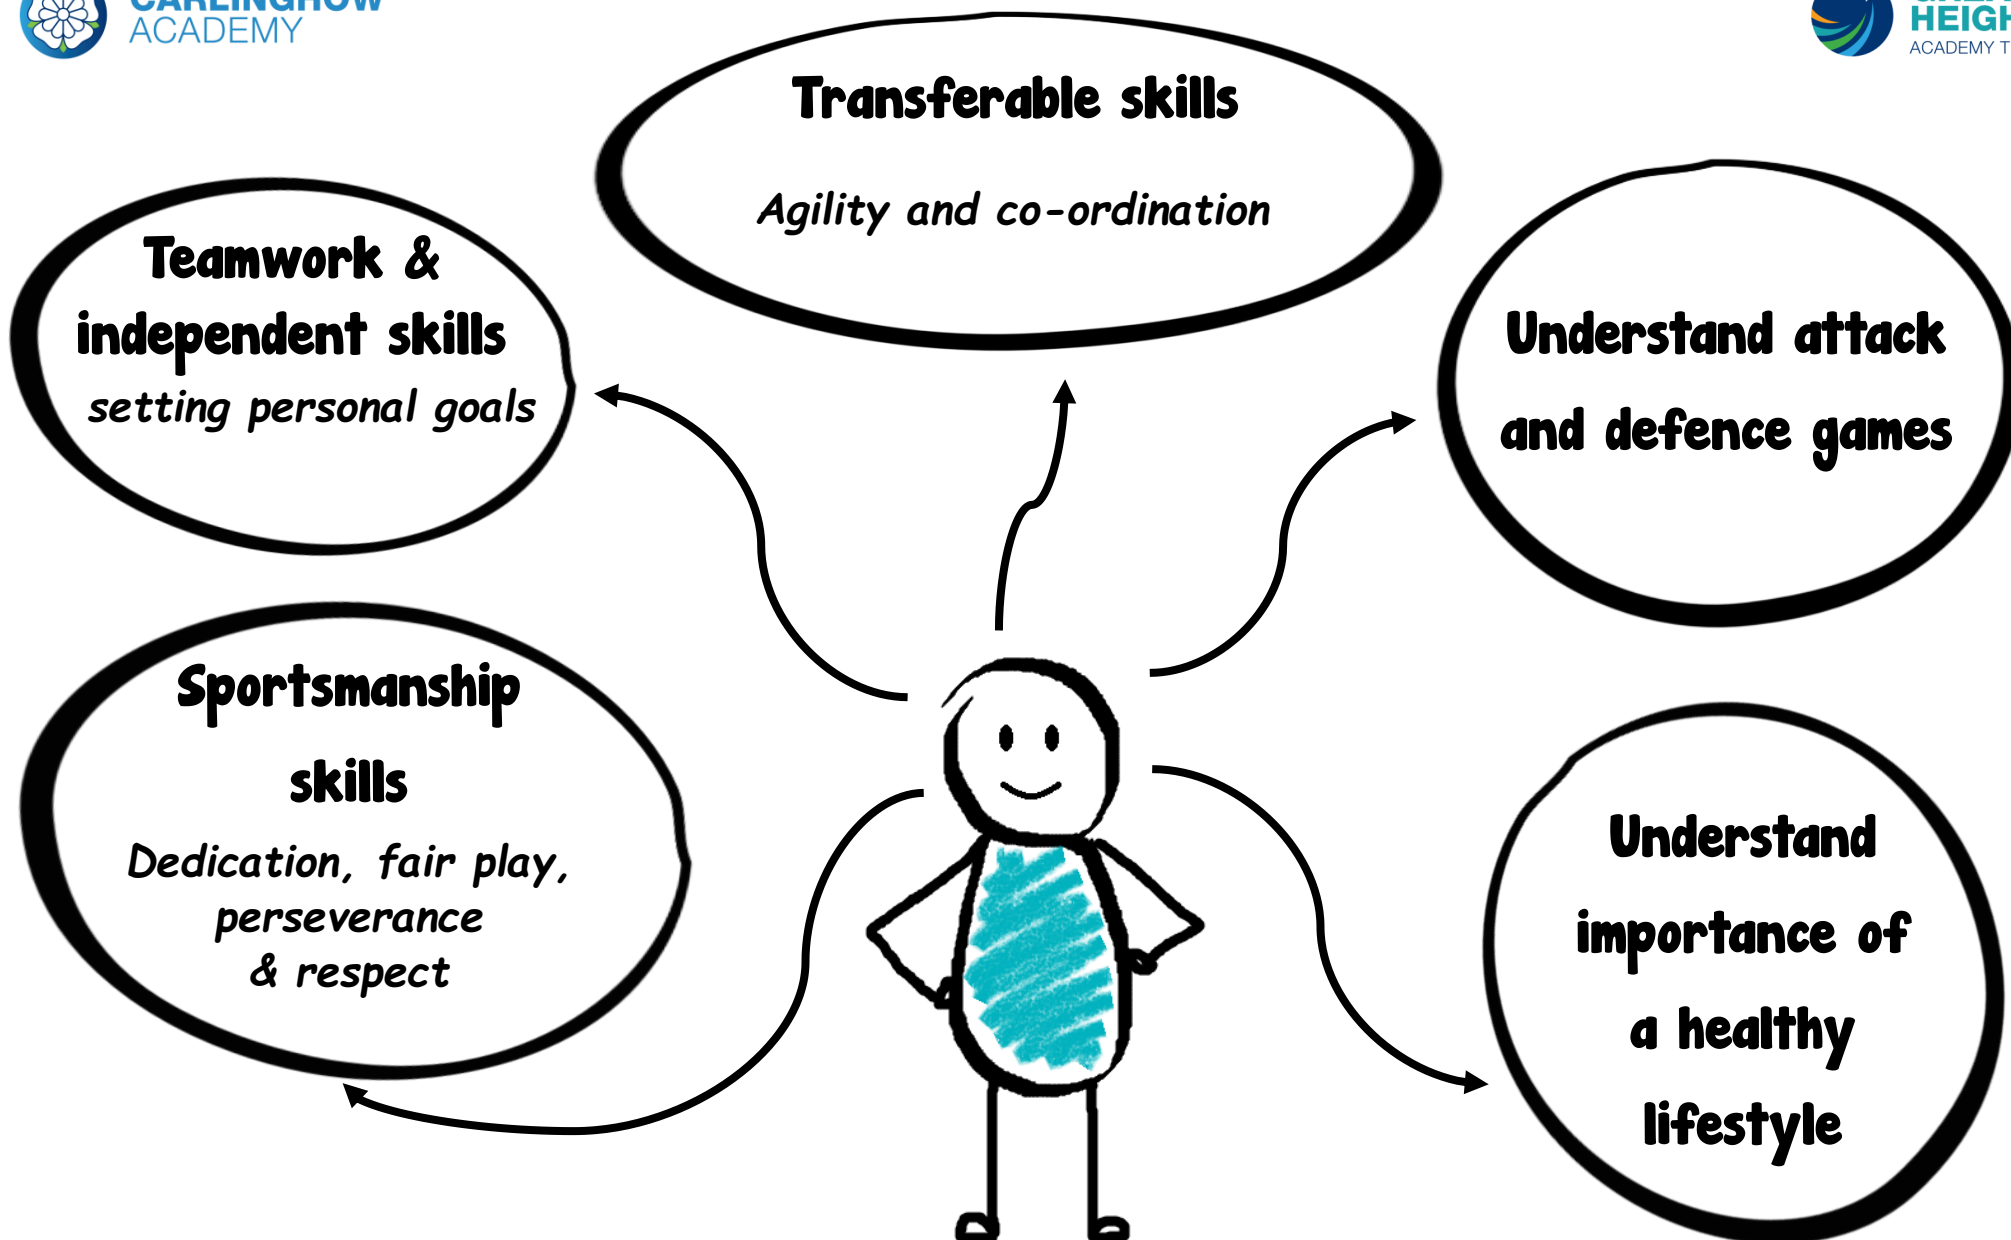 CARLINGHOW
ACADEMY
HEIGH
ACADEMY T
Transferable skills
Agility and co-ordination
Teamwork &
independent skills
setting personal goals
Understand attack
and defence games
Sportsmanship
skills
Dedication, fair play,
perseverance
& respect
Understand
importance of
a healthy
lifestyle